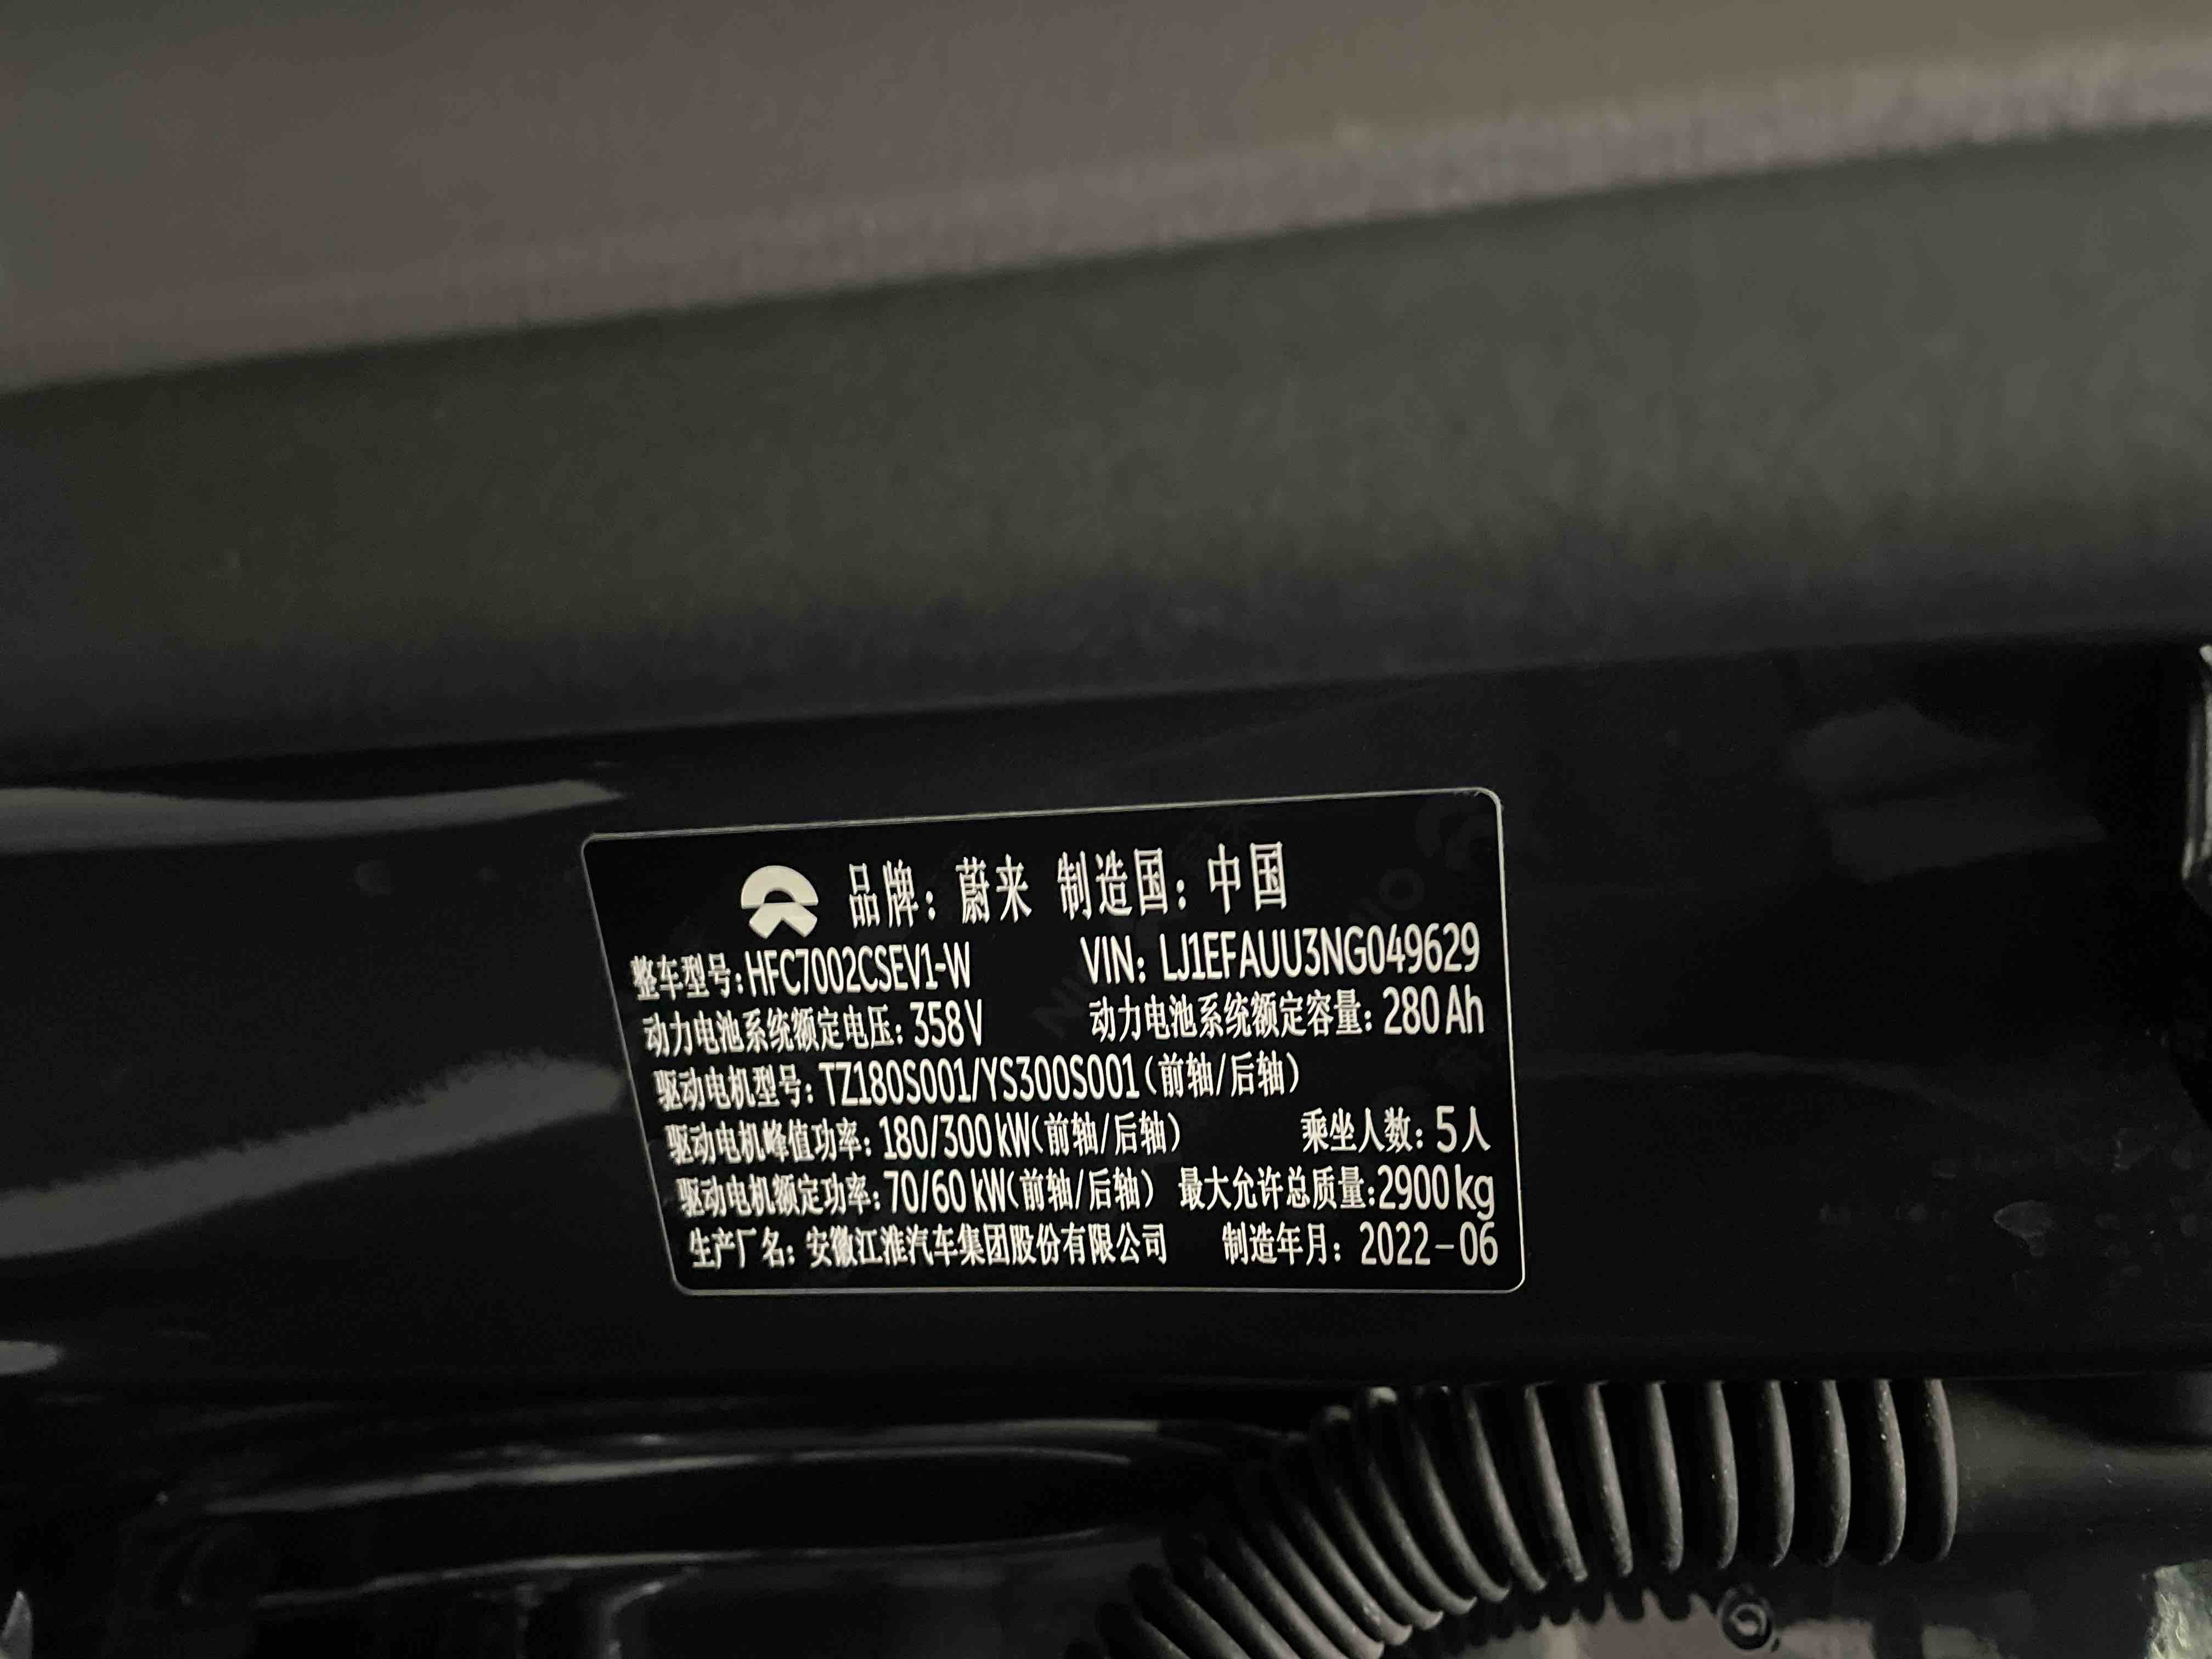 品牌：蔚来 制造国：中国
整车型号：HFC7002CSEV1-W VIN：LJ1EFAUU3NG049629
动力电池系统额定电压：358V 动力电池系统额定容量：280Ah
驱动电机型号：TZ180S001/YS300S001（前轴/后轴）
驱动电机峰值功率：180/300kW（前轴/后轴） 乘坐人数：5人
驱动电机额定功率：70/60kW（前轴/后轴） 最大允许总质量：2900kg
生产厂名：安徽江淮汽车集团股份有限公司 制造年月：2022-06